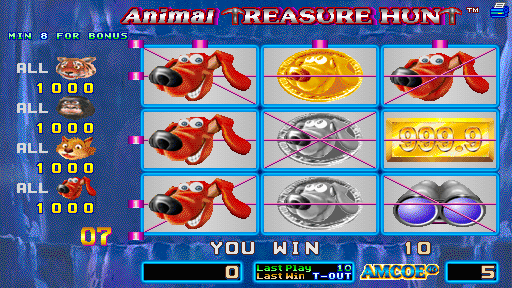 Animal TREASURE HUNT™
MIN 8 FOR BONUS
ALL
1000
ALL
1000
ALL
1000
ALL
1000
999.9
07
YOU WIN 10
0
Last Play 10
Last Win T-OUT
AMCOE
5